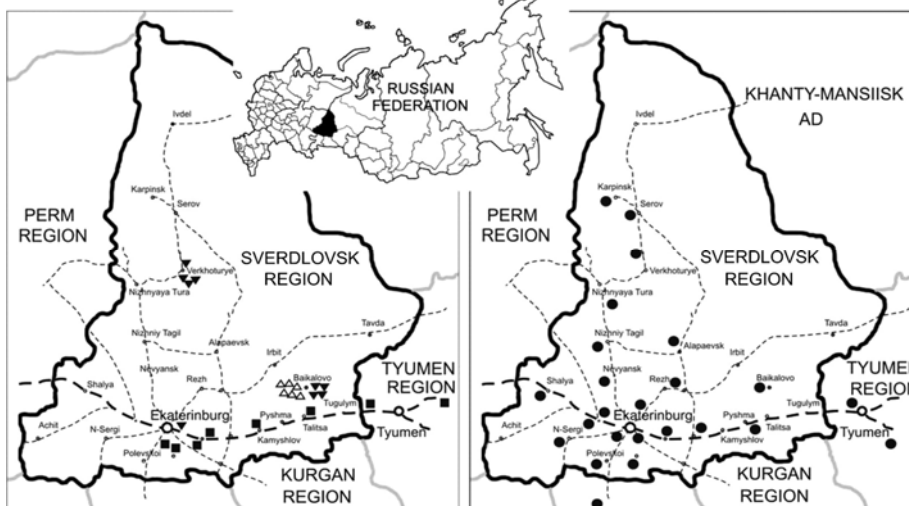 RUSSIAN
FEDERATION
Ivdel
Karpinsk
Serov
PERM
REGION
SVERDLOVSK
REGION
Verkhoturye
Nizhnyaya Tura
Nizhniy Tagil
Alapaevsk
Tavda
Irbit
Nevyansk
Rezh
Baikalovo
TYUMEN
REGION
Shalya
Tugulym
Ekaterinburg
Pyshma
Talitsa
Achit
N-Sergi
Kamyshlov
Tyumen
Polevskoi
KURGAN
REGION
KHANTY-MANSIISK
AD
Ivdel
Karpinsk
Serov
PERM
REGION
SVERDLOVSK
REGION
Verkhoturye
Nizhnyaya Tura
Nizhniy Tagil
Alapaevsk
Tavda
Irbit
Nevyansk
Rezh
Baikalovo
TYUMEN
REGION
Shalya
Tugulym
Ekaterinburg
Pyshma
Talitsa
Achit
N-Sergi
Kamyshlov
Tyumen
Polevskoi
KURGAN
REGION